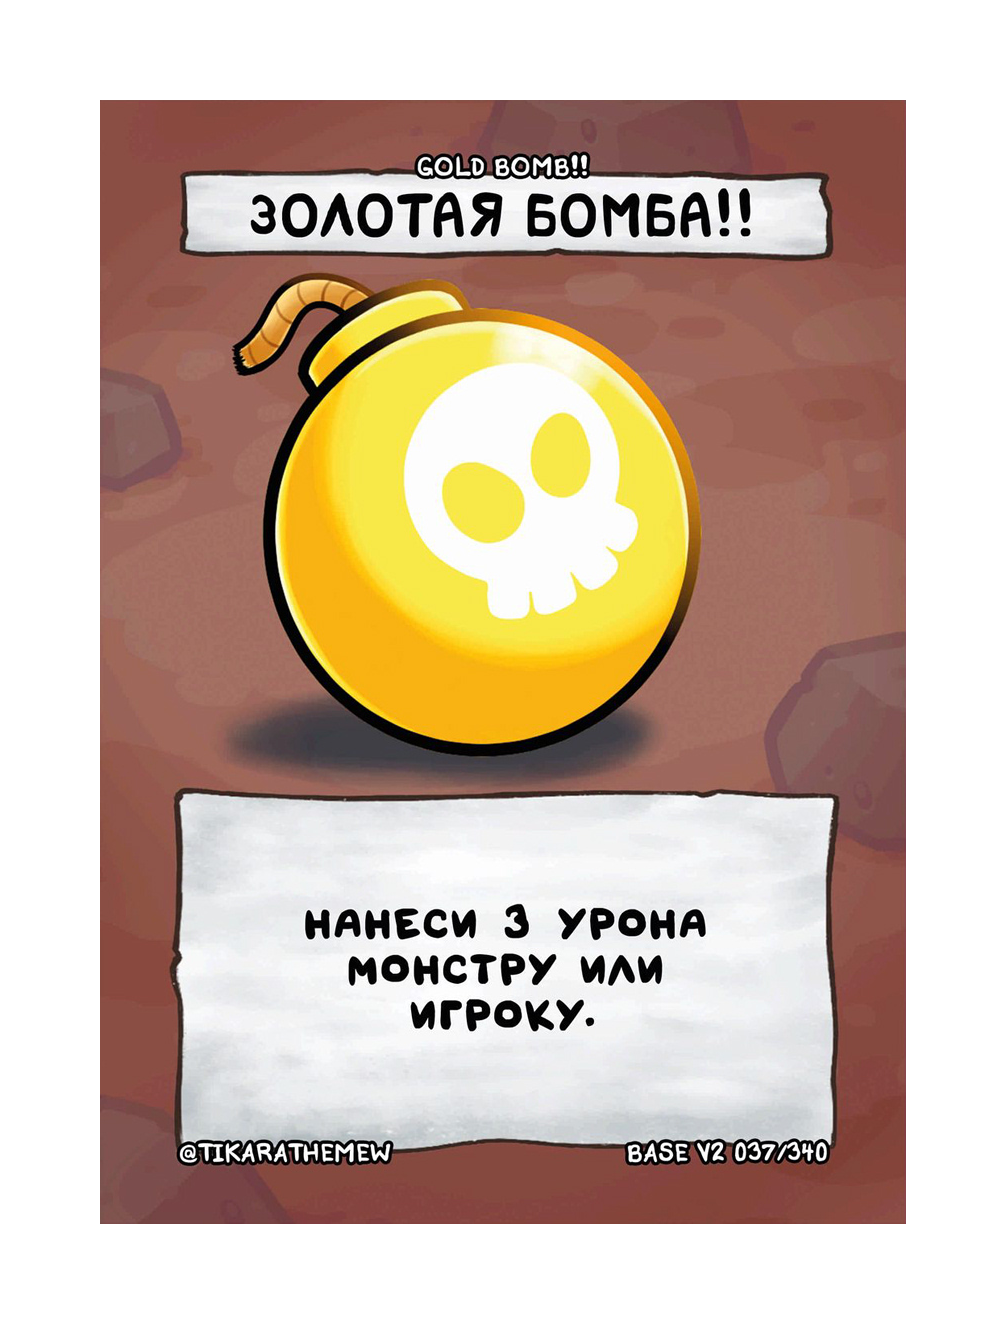 GOLD BOMB!!
ЗОЛОТАЯ БОМБА!!
НАНЕСИ 3 УРОНА
МОНСТРУ ИЛИ
ИГРОКУ.
@TIKARATHEMEW
BASE V2 037/340